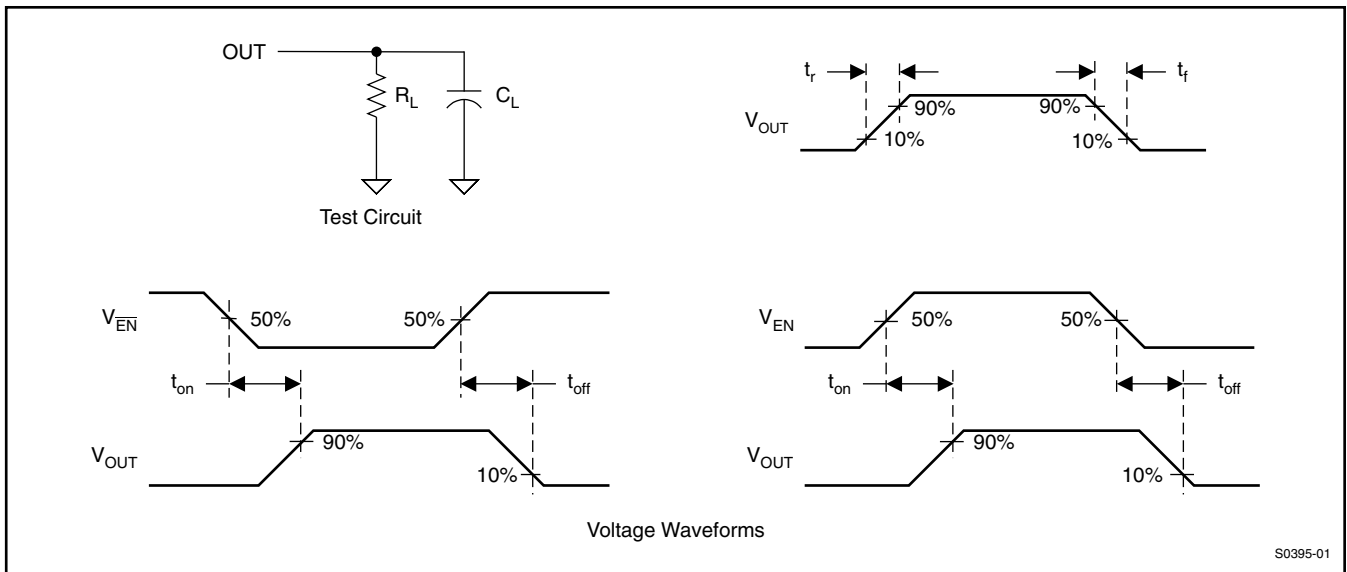 OUT
R_L
C_L
Test Circuit
t_r
t_f
V_OUT
90%
90%
10%
10%
V_E̅N̅
50%
50%
t_on
t_off
V_OUT
90%
10%
V_EN
50%
50%
t_on
t_off
V_OUT
90%
10%
Voltage Waveforms
S0395-01